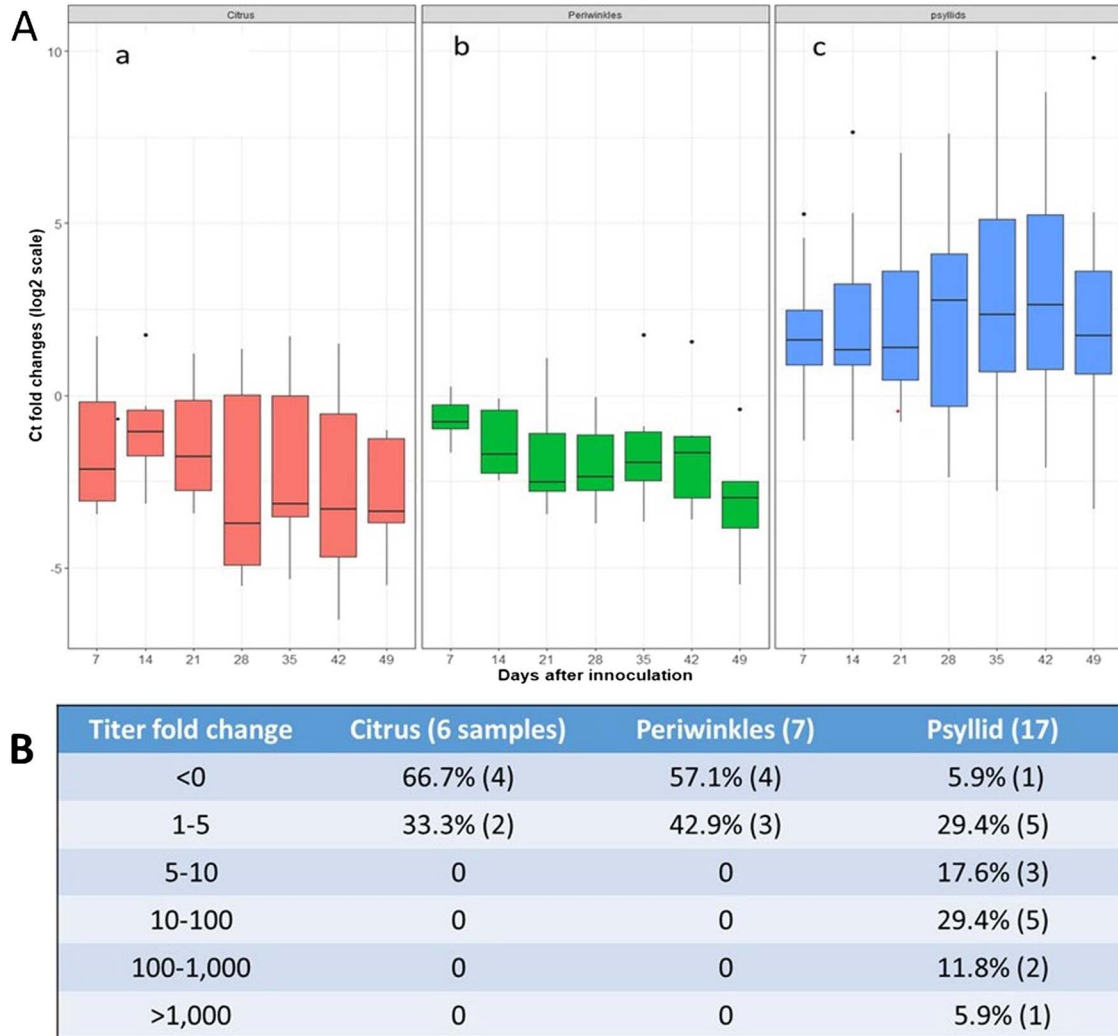 A
Citrus
Periwinkles
psyllids
a
b
c
Ct fold changes (log2 scale)
10
5
0
-5
7 14 21 28 35 42 49
7 14 21 28 35 42 49
7 14 21 28 35 42 49
Days after innoculation
B
Titer fold change Citrus (6 samples) Periwinkles (7) Psyllid (17)
<0 66.7% (4) 57.1% (4) 5.9% (1)
1-5 33.3% (2) 42.9% (3) 29.4% (5)
5-10 0 0 17.6% (3)
10-100 0 0 29.4% (5)
100-1,000 0 0 11.8% (2)
>1,000 0 0 5.9% (1)